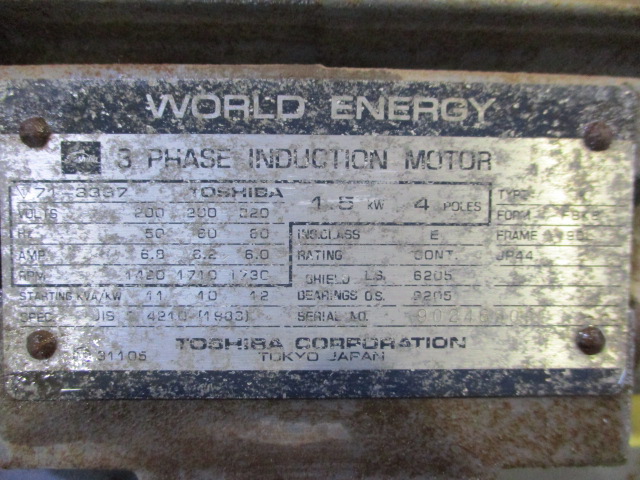 WORLD ENERGY
3 PHASE INDUCTION MOTOR
TOSHIBA 1.5 KW 4 POLES TYPE
VOLTS 200 200 220 FORM
HZ 50 60 60 INS.CLASS E FRAME
AMP. 6.8 6.2 6.0 RATING CONT. JP44
RPM 1420 1710 1730 SHIELD L.S. 6205
STARTING KVA/KW 11 10 12 BEARINGS O.S. 6205
SPEC. JIS C 4210 (1983) SERIAL NO.
TOSHIBA CORPORATION
31105 TOKYO JAPAN